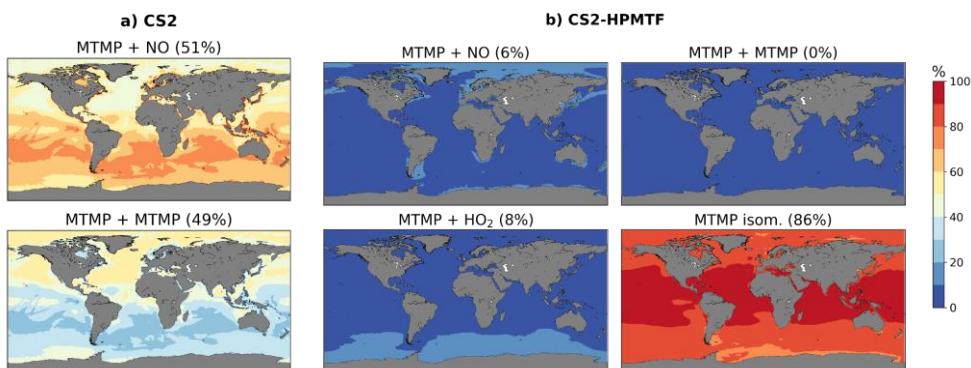 a) CS2
b) CS2-HPMTF
MTMP + NO (51%)
MTMP + NO (6%)
MTMP + MTMP (0%)
MTMP + MTMP (49%)
MTMP + HO₂ (8%)
MTMP isom. (86%)
%
100
80
60
40
20
0